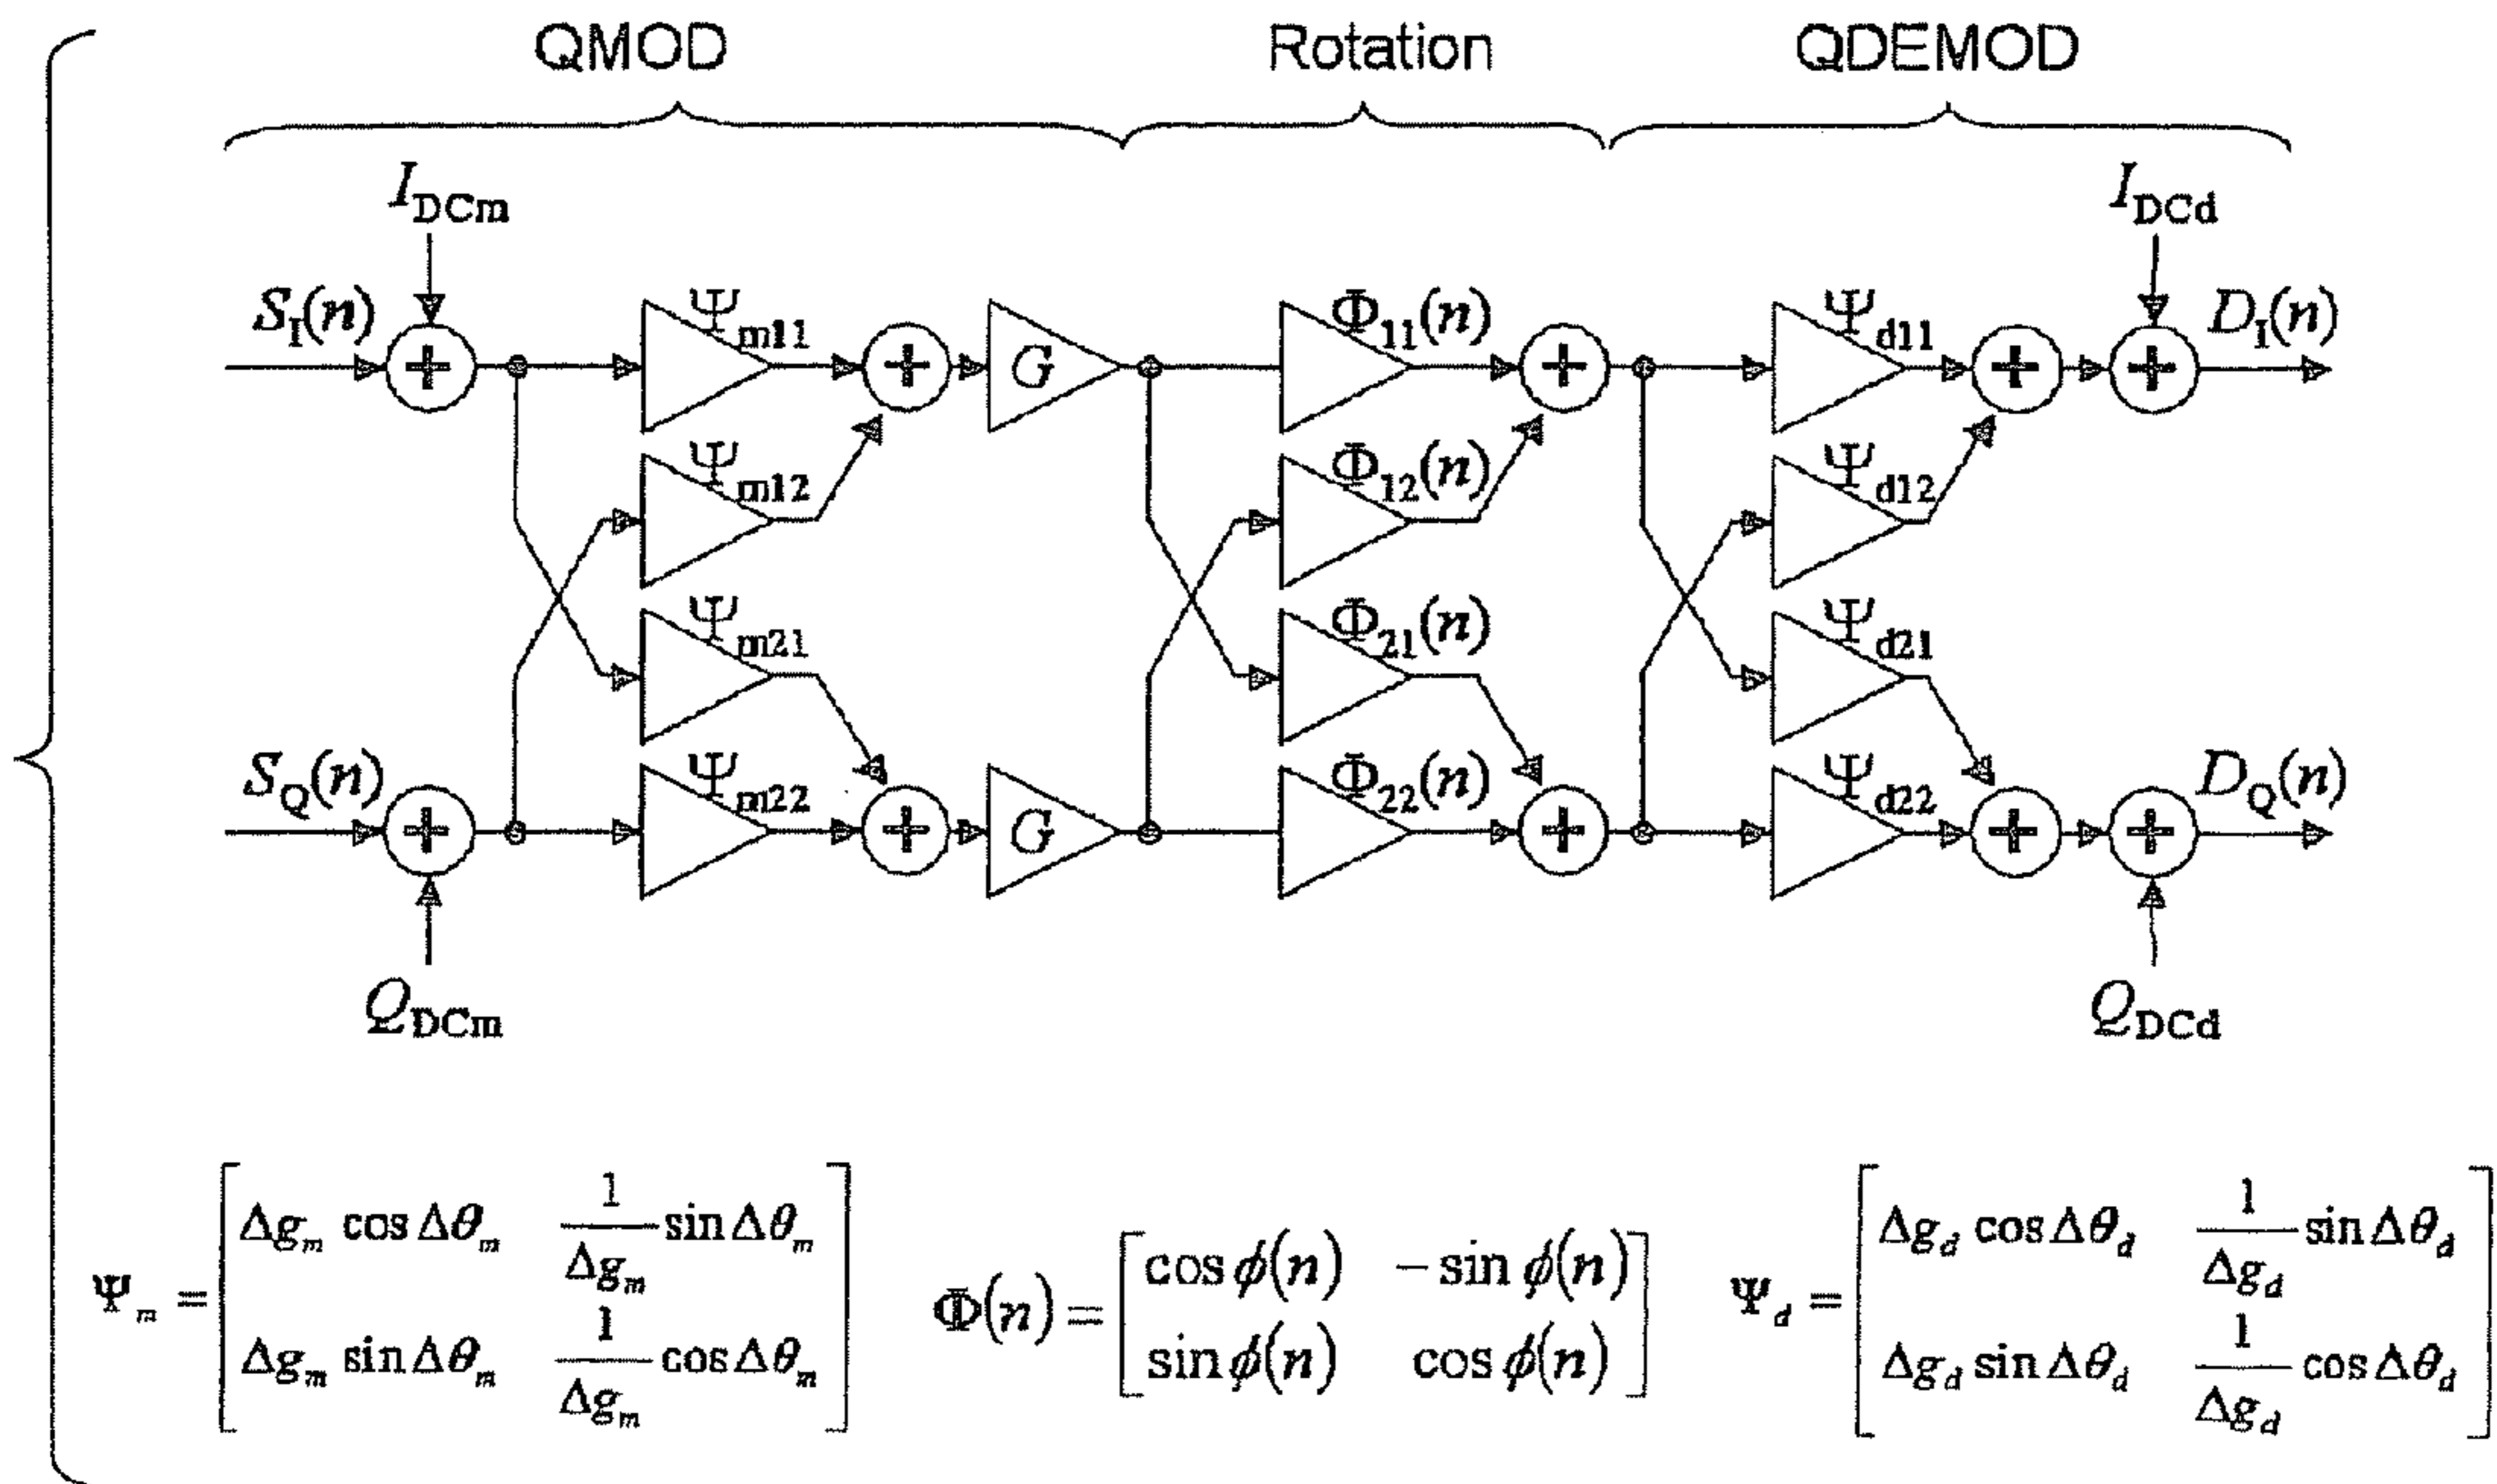 QMOD Rotation QDEMOD
I_DCm I_DCd
S_I(n) Ψ_m11 G Φ_11(n) Ψ_d11 D_I(n)
Ψ_m12 Φ_12(n) Ψ_d12
Ψ_m21 Φ_21(n) Ψ_d21
S_Q(n) Ψ_m22 G Φ_22(n) Ψ_d22 D_Q(n)
Q_DCm Q_DCd
Ψ_m = [Δg_m cos Δθ_m 1/Δg_m sin Δθ_m
Δg_m sin Δθ_m 1/Δg_m cos Δθ_m]
Φ(n) = [cos ϕ(n) − sin ϕ(n)
sin ϕ(n) cos ϕ(n)]
Ψ_d = [Δg_d cos Δθ_d 1/Δg_d sin Δθ_d
Δg_d sin Δθ_d 1/Δg_d cos Δθ_d]